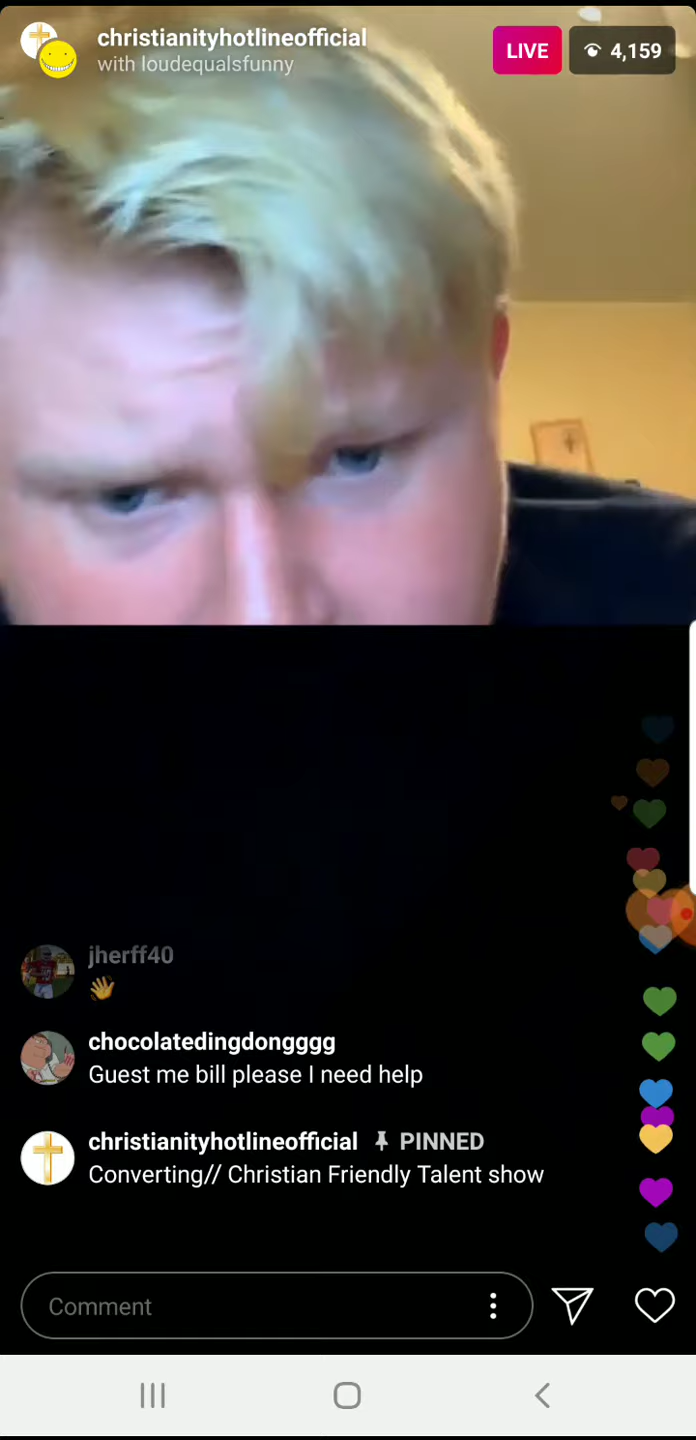 christianityhotlineofficial
with loudequalsfunny
LIVE
4,159
jherff40
👋
chocolatedingdongggg
Guest me bill please I need help
christianityhotlineofficial PINNED
Converting// Christian Friendly Talent show
Comment